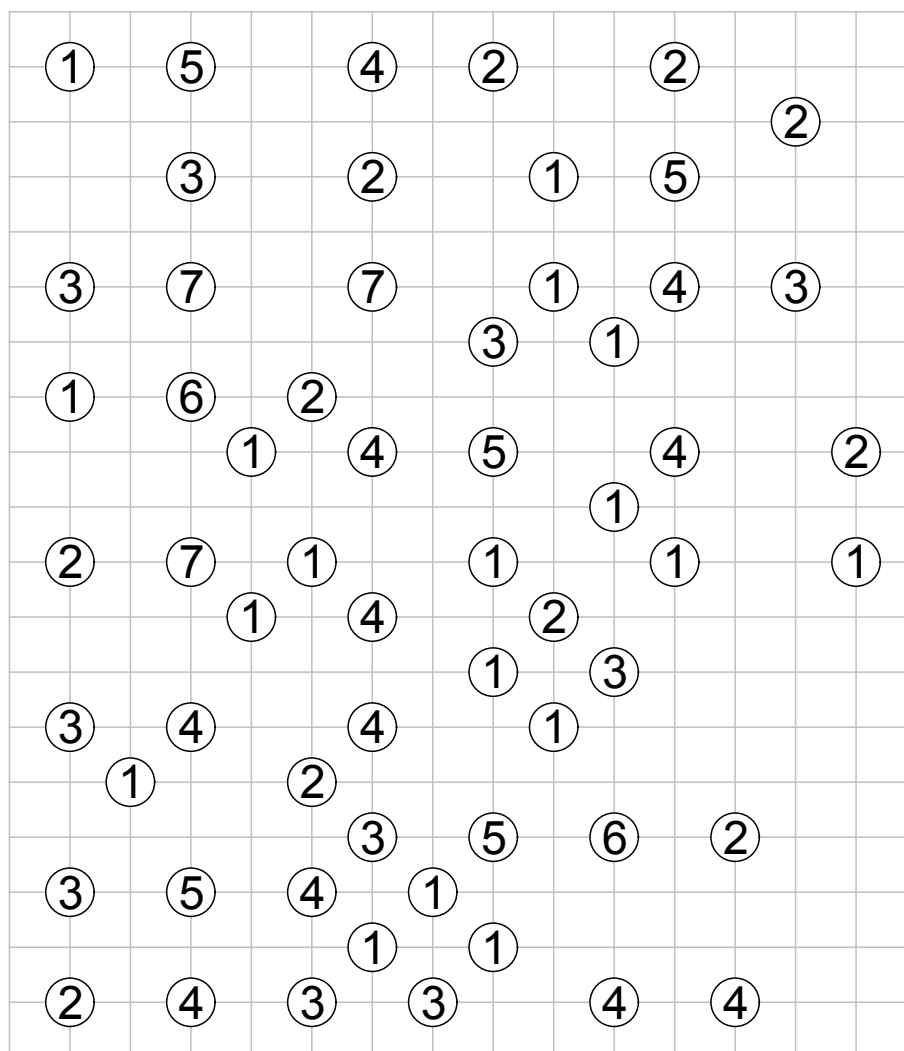 1 5 4 2 2
2
3 2 1 5
3 7 7 1 4 3
3 1
1 6 2
1 4 5 4 2
1
2 7 1 1 1 1
1 4 2
1 3
3 4 4 1
1 2
3 5 6 2
3 5 4 1
1 1
2 4 3 3 4 4